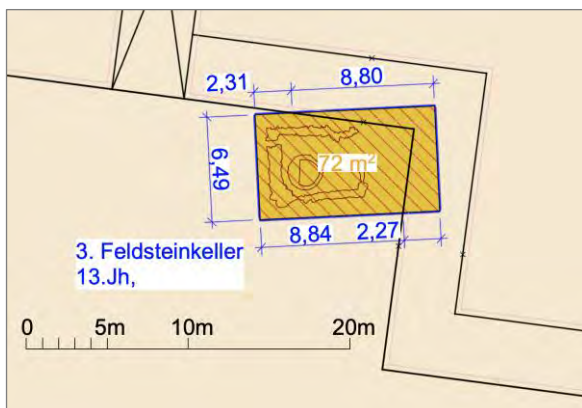 2,31
8,80
6,49
72 m²
8,84
2,27
3. Feldsteinkeller
13.Jh,
0 5m 10m 20m